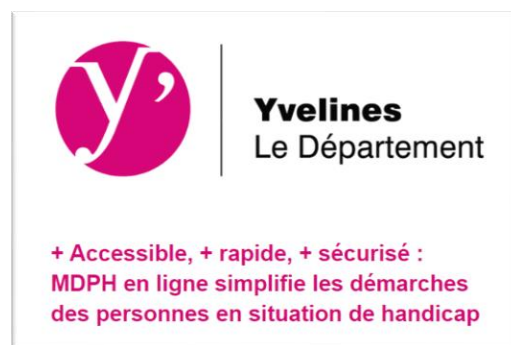 y'
Yvelines
Le Département
+ Accessible, + rapide, + sécurisé :
MDPH en ligne simplifie les démarches
des personnes en situation de handicap